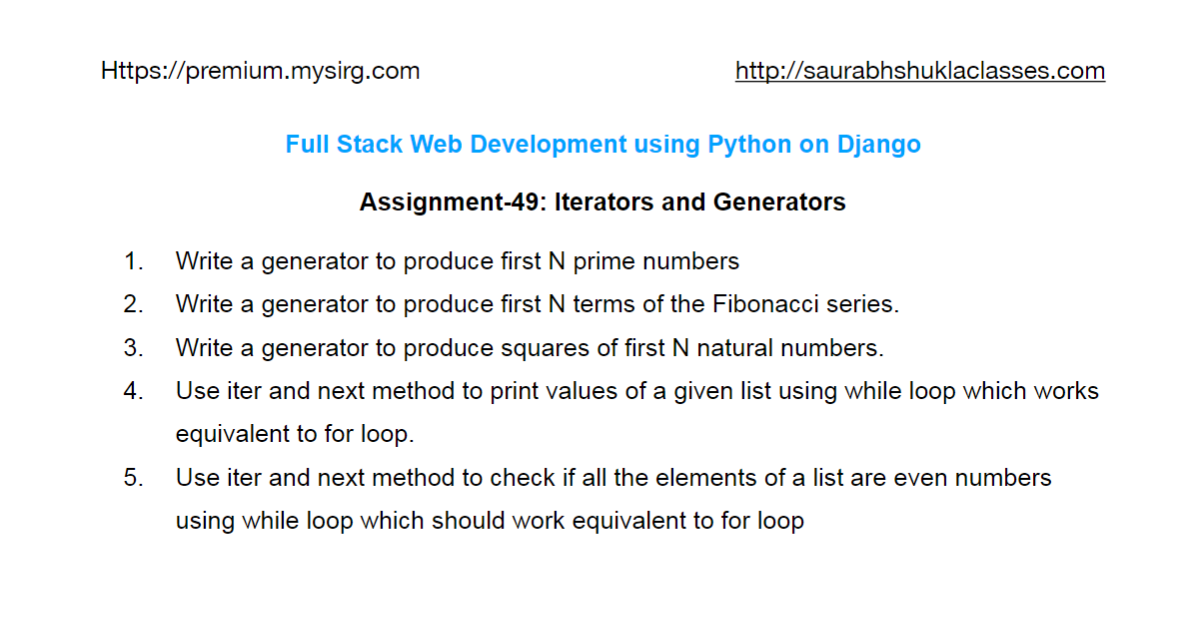 Https://premium.mysirg.com http://saurabhshuklaclasses.com
Full Stack Web Development using Python on Django
Assignment-49: Iterators and Generators
1. Write a generator to produce first N prime numbers
2. Write a generator to produce first N terms of the Fibonacci series.
3. Write a generator to produce squares of first N natural numbers.
4. Use iter and next method to print values of a given list using while loop which works
equivalent to for loop.
5. Use iter and next method to check if all the elements of a list are even numbers
using while loop which should work equivalent to for loop